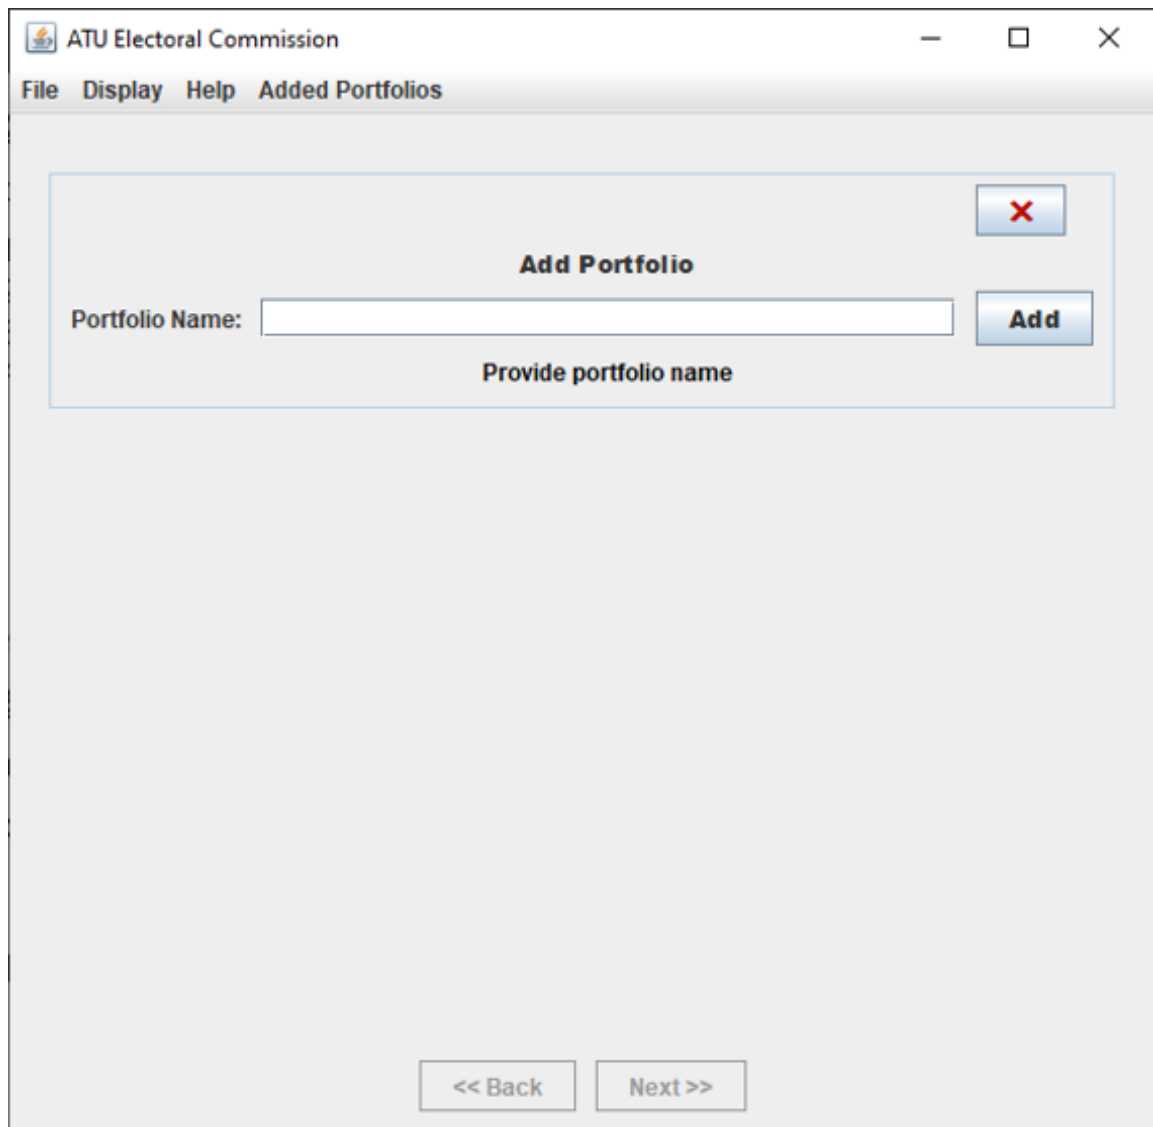 ATU Electoral Commission
File Display Help Added Portfolios
Add Portfolio
Portfolio Name: Add
Provide portfolio name
<< Back Next >>